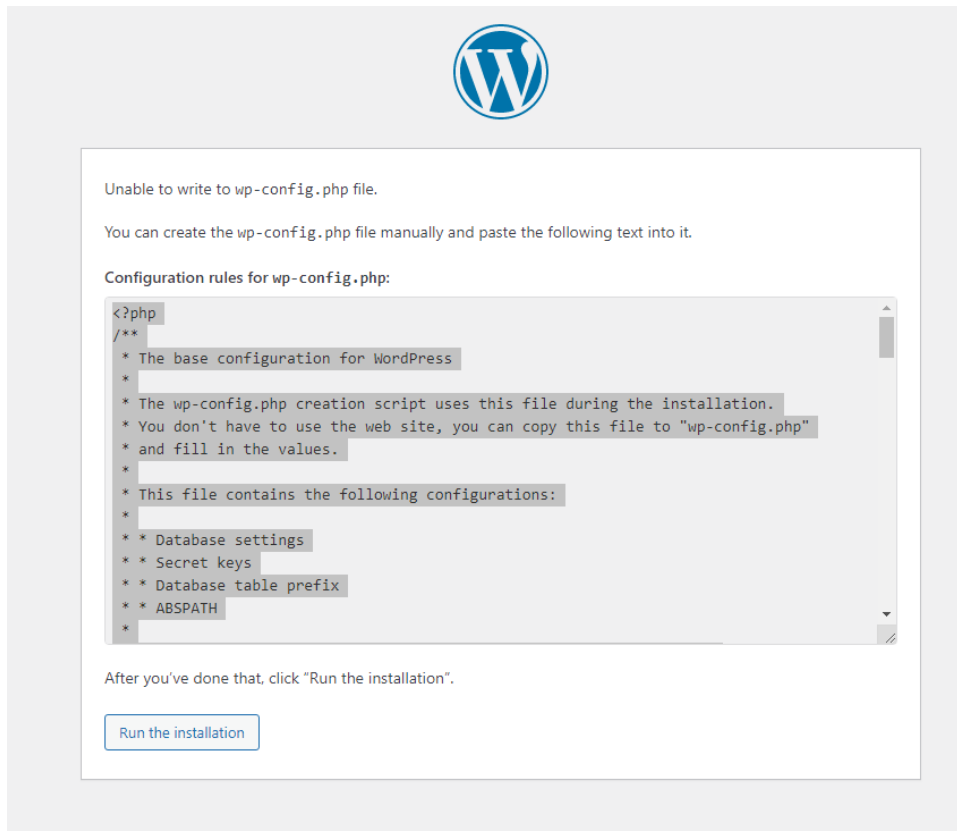 W
Unable to write to wp-config.php file.
You can create the wp-config.php file manually and paste the following text into it.
Configuration rules for wp-config.php:
<?php
/**
 * The base configuration for WordPress
 *
 * The wp-config.php creation script uses this file during the installation.
 * You don't have to use the web site, you can copy this file to "wp-config.php"
 * and fill in the values.
 *
 * This file contains the following configurations:
 *
 * * Database settings
 * * Secret keys
 * * Database table prefix
 * * ABSPATH
 *
After you’ve done that, click “Run the installation”.
Run the installation